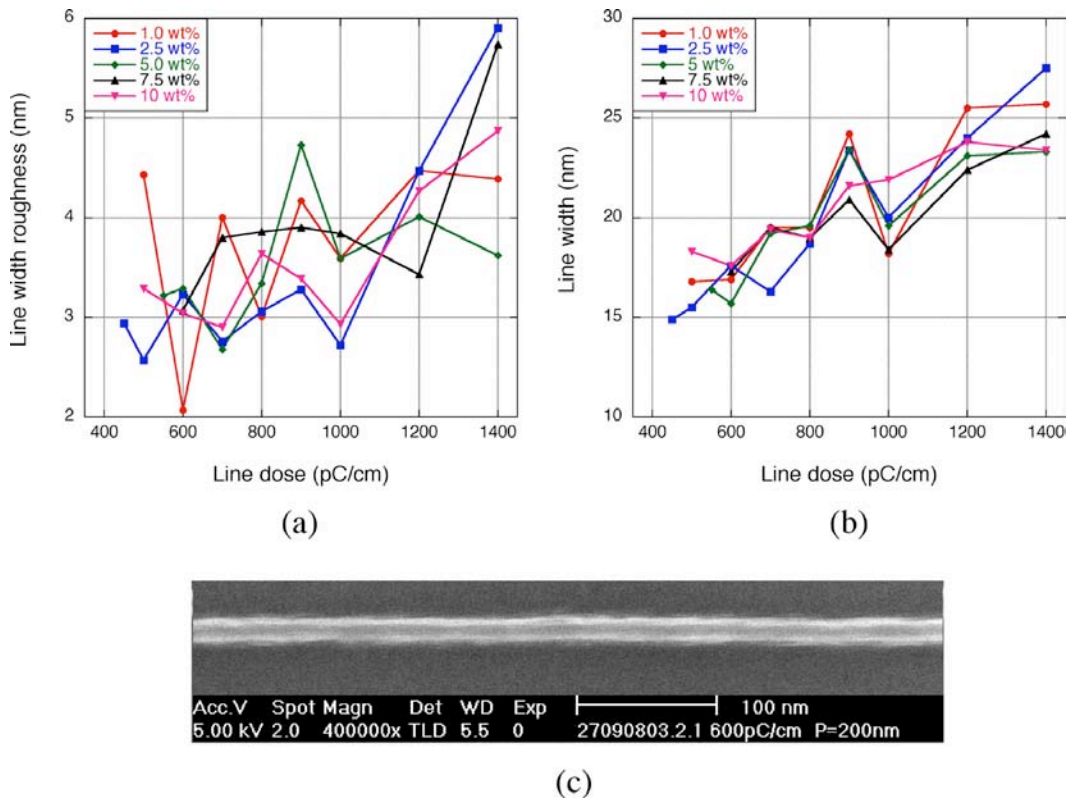 6
5
4
3
2
Line width roughness (nm)
1.0 wt%
2.5 wt%
5.0 wt%
7.5 wt%
10 wt%
400 600 800 1000 1200 1400
Line dose (pC/cm)
(a)
30
25
20
15
10
Line width (nm)
1.0 wt%
2.5 wt%
5 wt%
7.5 wt%
10 wt%
400 600 800 1000 1200 1400
Line dose (pC/cm)
(b)
Acc.V Spot Magn Det WD Exp 100 nm
5.00 kV 2.0 400000x TLD 5.5 0 27090803.2.1 600pC/cm P=200nm
(c)